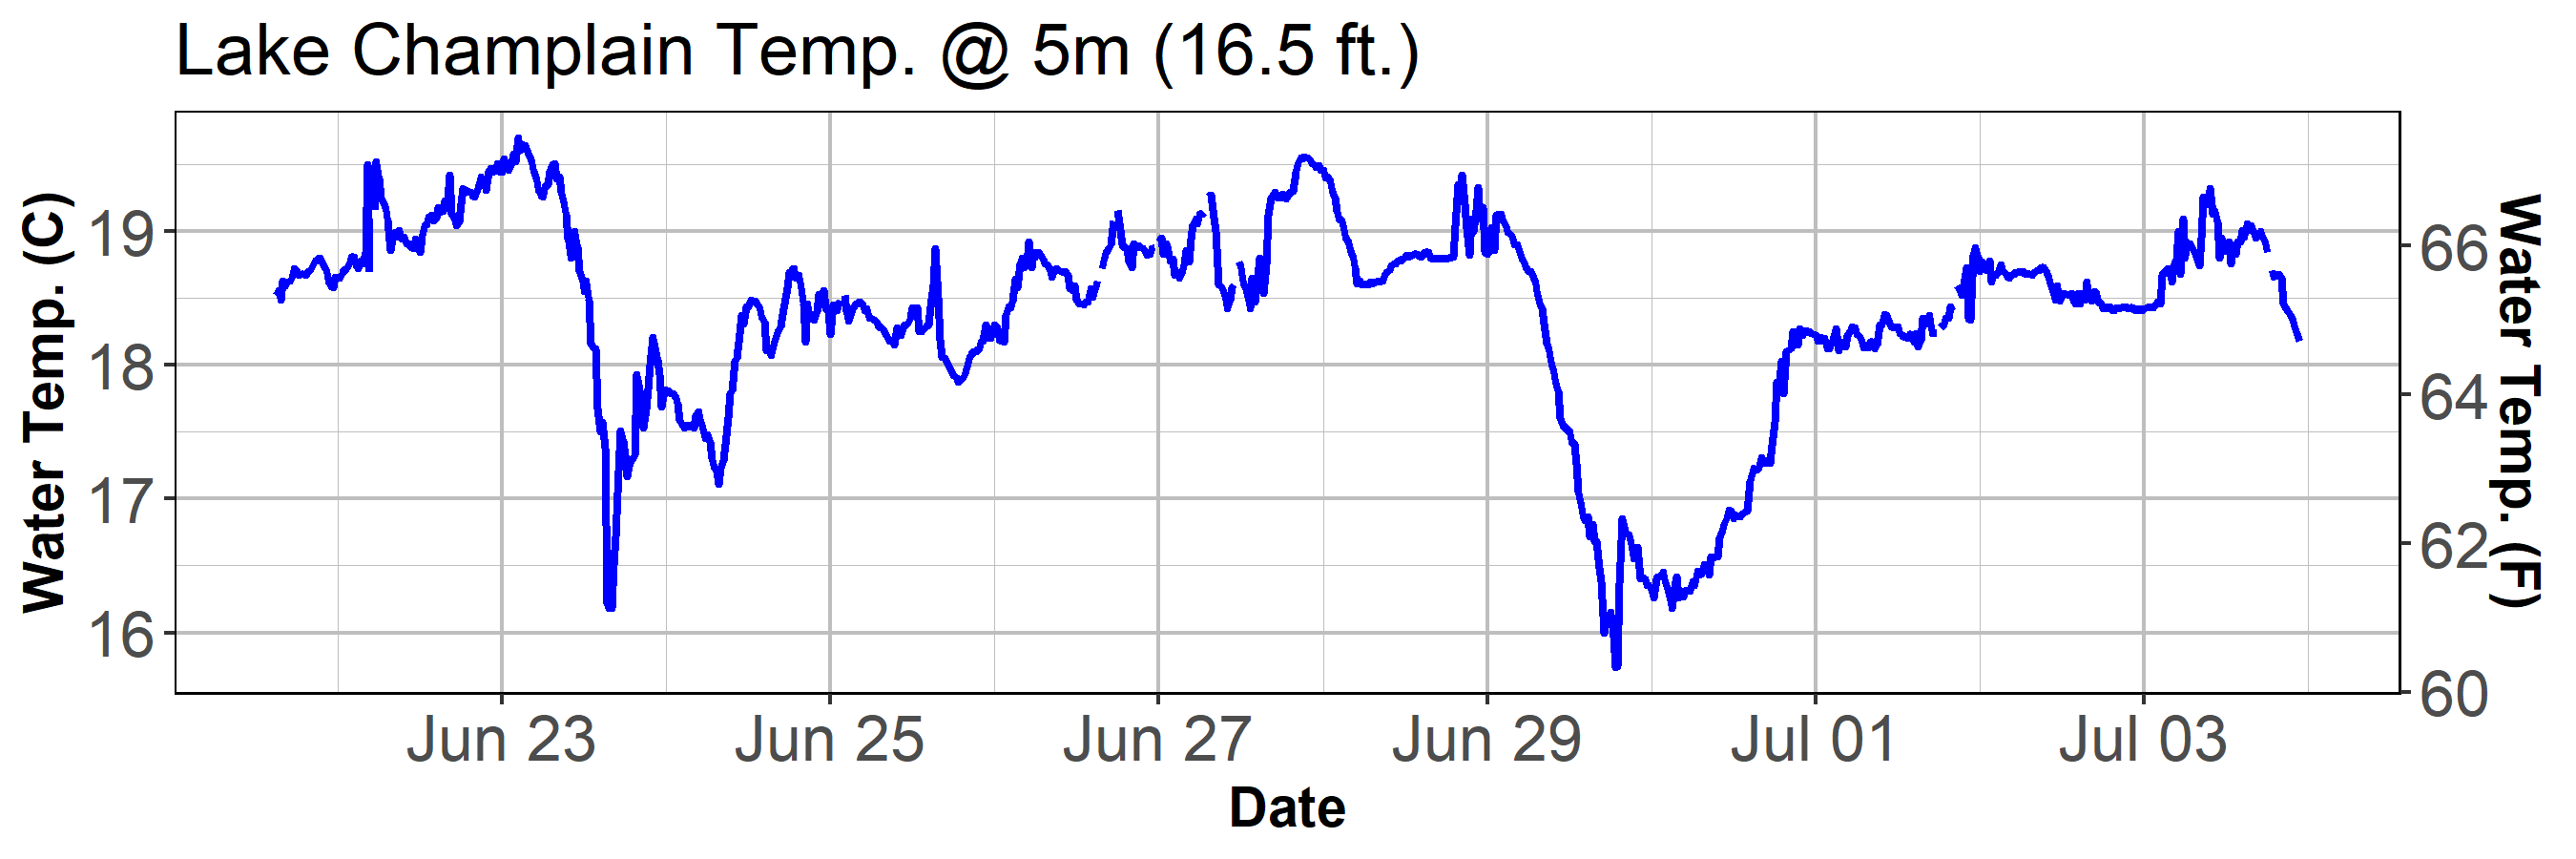 Lake Champlain Temp. @ 5m (16.5 ft.)
Water Temp. (C)
19
18
17
16
66
64
62
60
Water Temp. (F)
Jun 23 Jun 25 Jun 27 Jun 29 Jul 01 Jul 03
Date